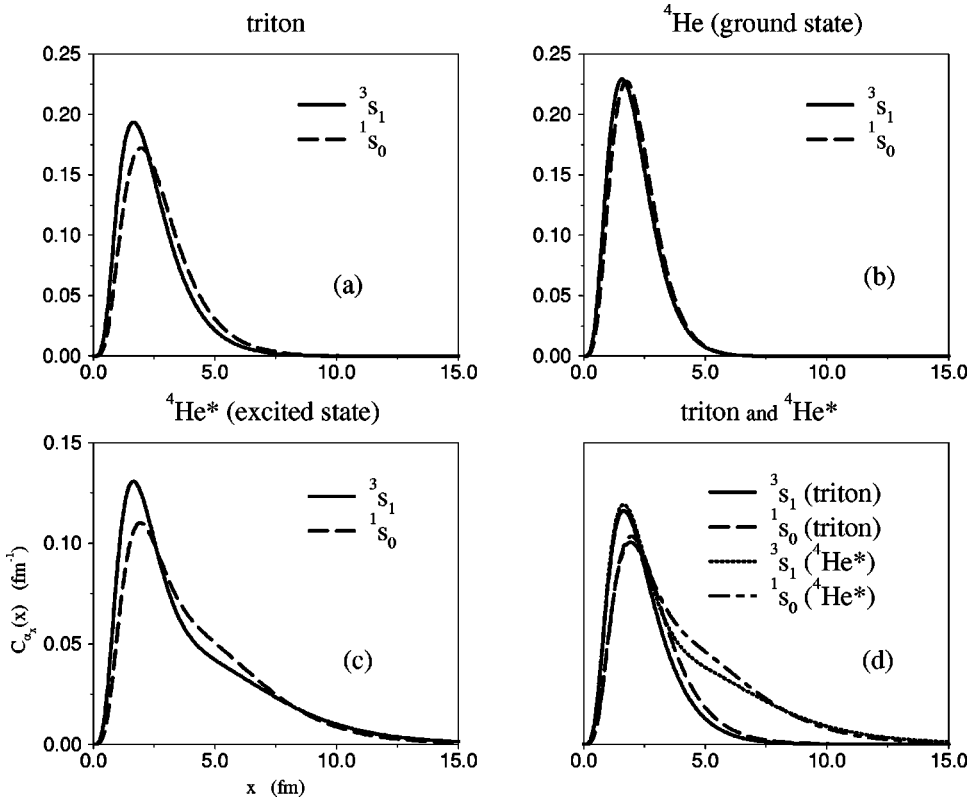 triton
0.25
0.20
0.15
0.10
0.05
0.00
0.0 5.0 10.0 15.0
³s₁
¹s₀
(a)
⁴He (ground state)
0.25
0.20
0.15
0.10
0.05
0.00
0.0 5.0 10.0 15.0
³s₁
¹s₀
(b)
⁴He* (excited state)
0.15
0.10
0.05
0.00
0.0 5.0 10.0 15.0
C_αₓ(x) (fm⁻¹)
x (fm)
³s₁
¹s₀
(c)
triton and ⁴He*
³s₁ (triton)
¹s₀ (triton)
³s₁ (⁴He*)
¹s₀ (⁴He*)
(d)
0.0 5.0 10.0 15.0